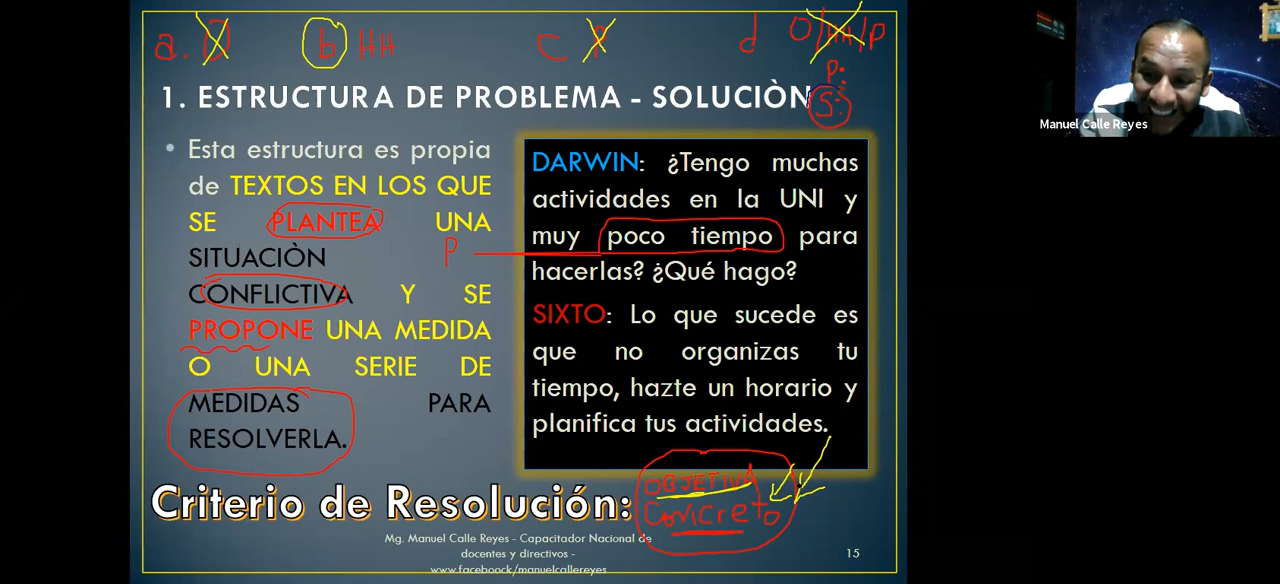 a. D b HH c P d O/HH/P
P.
1. ESTRUCTURA DE PROBLEMA - SOLUCIÒN
S:
• Esta estructura es propia
de TEXTOS EN LOS QUE
SE PLANTEA UNA
SITUACIÒN P
CONFLICTIVA Y SE
PROPONE UNA MEDIDA
O UNA SERIE DE
MEDIDAS PARA
RESOLVERLA.
DARWIN: ¿Tengo muchas
actividades en la UNI y
muy poco tiempo para
hacerlas? ¿Qué hago?
SIXTO: Lo que sucede es
que no organizas tu
tiempo, hazte un horario y
planifica tus actividades.
Criterio de Resolución:
OBJETIVA
Concreto
Mg. Manuel Calle Reyes - Capacitador Nacional de
docentes y directivos -
www.faceboock/manuelcallereyes
15
Manuel Calle Reyes